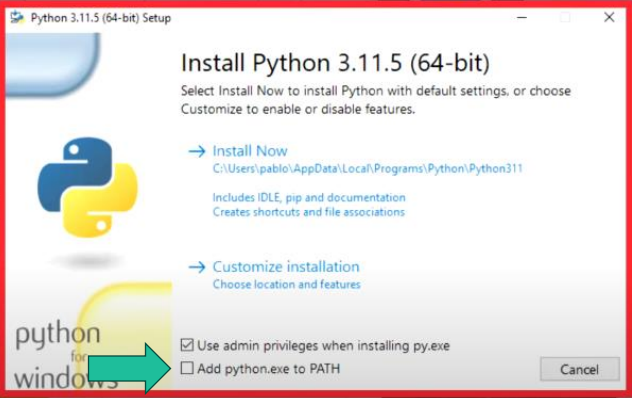 Python 3.11.5 (64-bit) Setup
Install Python 3.11.5 (64-bit)
Select Install Now to install Python with default settings, or choose
Customize to enable or disable features.
Install Now
C:\Users\pablo\AppData\Local\Programs\Python\Python311
Includes IDLE, pip and documentation
Creates shortcuts and file associations
Customize installation
Choose location and features
python
for
windows
Use admin privileges when installing py.exe
Add python.exe to PATH
Cancel